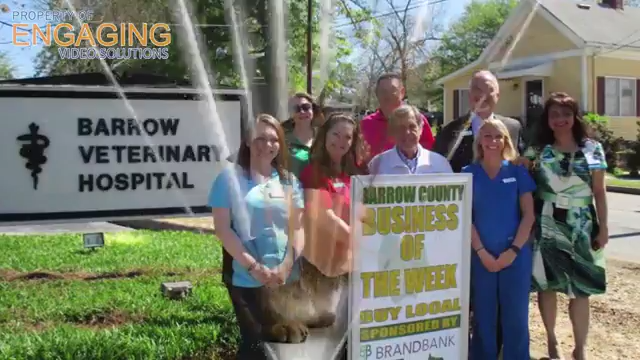 PROPERTY OF
ENGAGING
VIDEO SOLUTIONS
BARROW
VETERINARY
HOSPITAL
BARROW COUNTY
BUSINESS
OF
THE WEEK
BUY LOCAL
SPONSORED BY
BRANDBANK